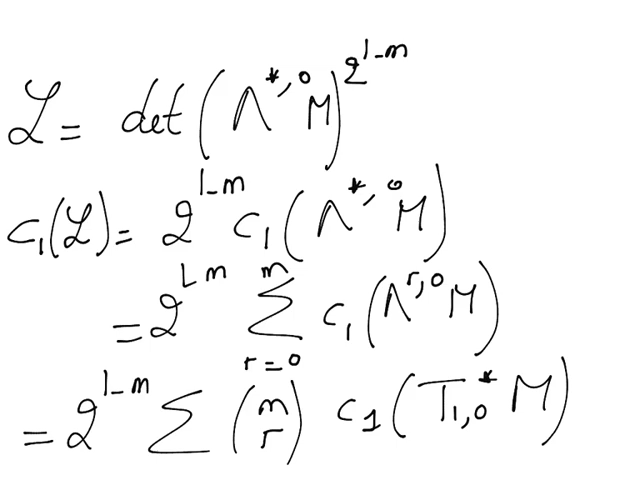 ℒ = det(Λ^{*,0} M)^{2^{1-m}}
c₁(ℒ) = 2^{1-m} c₁(Λ^{*,0} M)
= 2^{1-m} ∑_{r=0}^{m} c₁(Λ^{r,0} M)
= 2^{1-m} ∑ (m r) c₁(T_{1,0}^* M)